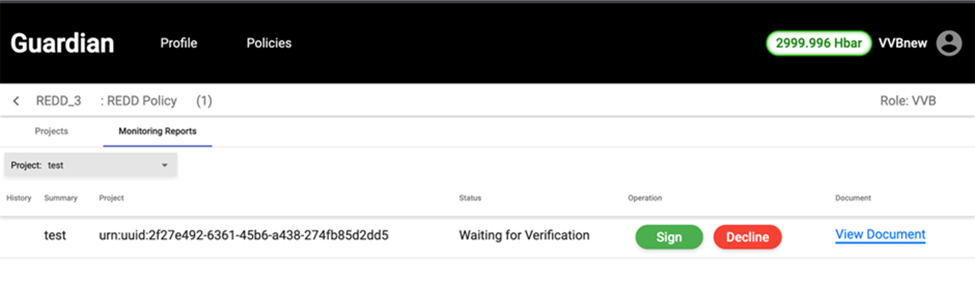 Guardian Profile Policies 2999.996 Hbar VVBnew
REDD_3 : REDD Policy (1) Role: VVB
Projects Monitoring Reports
Project: test
History Summary Project Status Operation Document
test urn:uuid:2f27e492-6361-45b6-a438-274fb85d2dd5 Waiting for Verification Sign Decline View Document